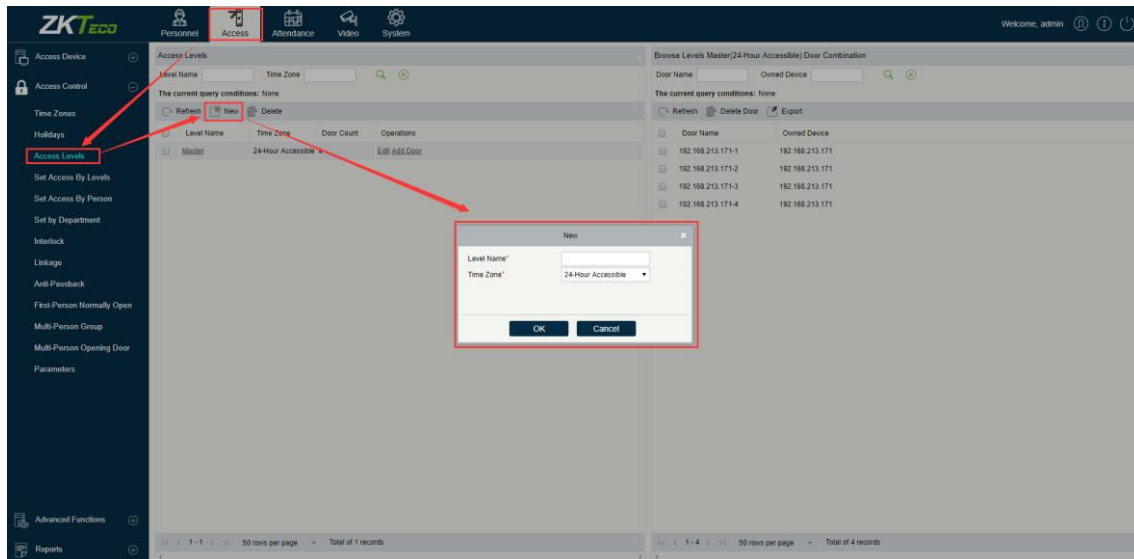 ZKTECO
Personnel
Access
Attendance
Video
System
Welcome, admin
Access Device
Access Control
Time Zones
Holidays
Access Levels
Set Access By Levels
Set Access By Person
Set by Department
Interlock
Linkage
Anti-Passback
First-Person Normally Open
Multi-Person Group
Multi-Person Opening Door
Parameters
Advanced Functions
Reports
Access Levels
Level Name Time Zone
The current query conditions: None
Refresh New Delete
Level Name Time Zone Door Count Operations
Master 24-Hour Accessible 4 Edit Add Door
1-1 50 rows per page Total of 1 records
Browse Levels Master(24-Hour Accessible) Door Combination
Door Name Owned Device
The current query conditions: None
Refresh Delete Door Export
Door Name Owned Device
192.168.213.171-1 192.168.213.171
192.168.213.171-2 192.168.213.171
192.168.213.171-3 192.168.213.171
192.168.213.171-4 192.168.213.171
1-4 50 rows per page Total of 4 records
New
Level Name*
Time Zone* 24-Hour Accessible
OK Cancel